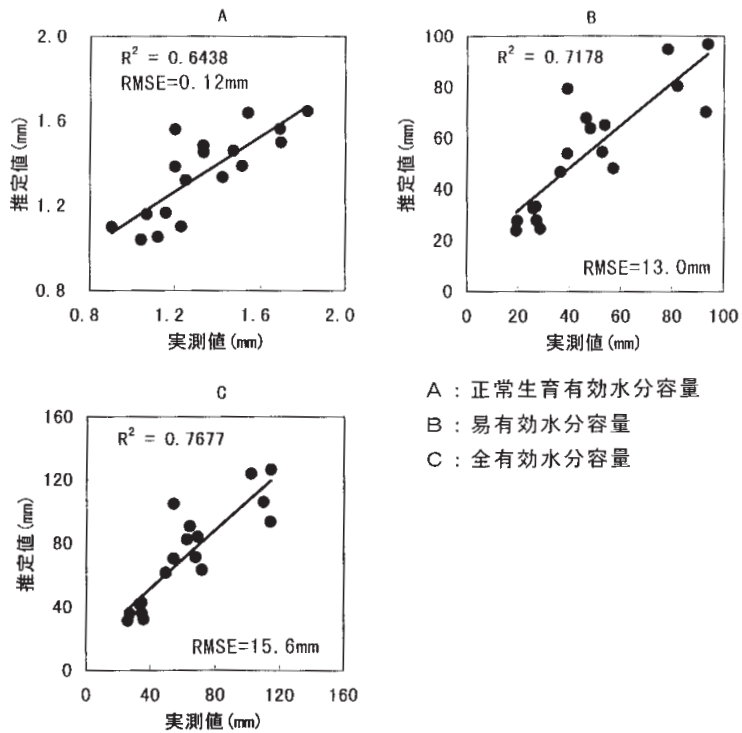 A
R² = 0.6438
RMSE=0.12mm
推定値(mm)
2.0
1.6
1.2
0.8
0.8 1.2 1.6 2.0
実測値(mm)
B
R² = 0.7178
RMSE=13.0mm
推定値(mm)
100
80
60
40
20
0
0 20 40 60 80 100
実測値(mm)
C
R² = 0.7677
RMSE=15.6mm
推定値(mm)
160
120
80
40
0
0 40 80 120 160
実測値(mm)
A : 正常生育有効水分容量
B : 易有効水分容量
C : 全有効水分容量